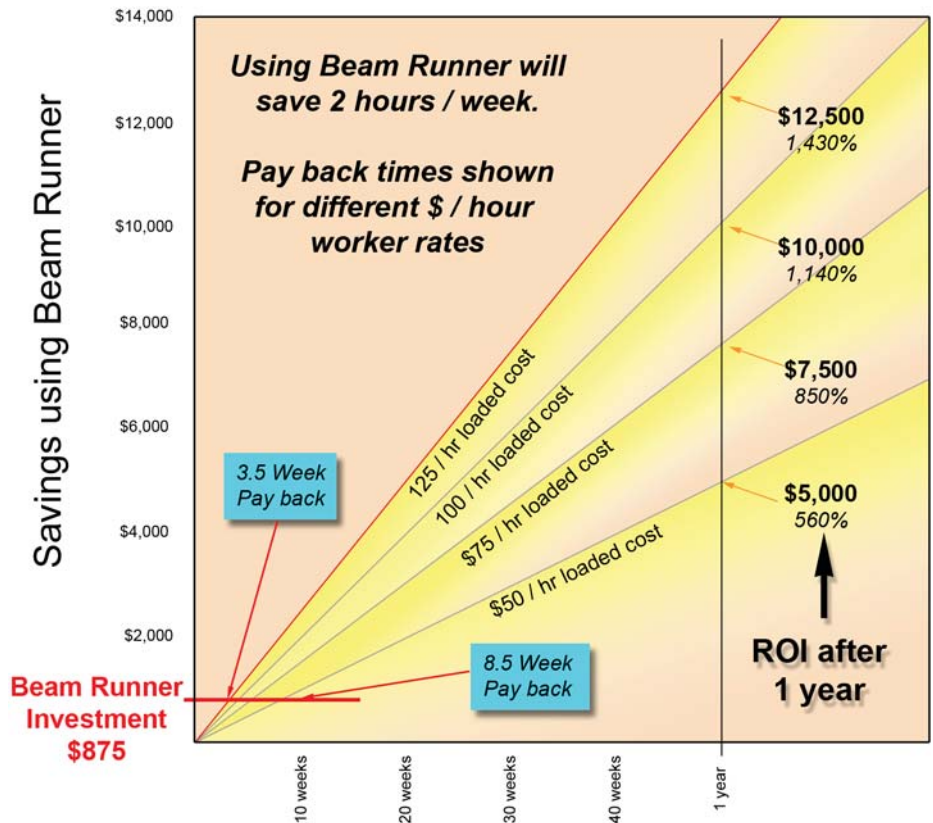 Savings using Beam Runner
$14,000
$12,000
$10,000
$8,000
$6,000
$4,000
$2,000
Using Beam Runner will
save 2 hours / week.
Pay back times shown
for different $ / hour
worker rates
125 / hr loaded cost
100 / hr loaded cost
$75 / hr loaded cost
$50 / hr loaded cost
$12,500
1,430%
$10,000
1,140%
$7,500
850%
$5,000
560%
ROI after
1 year
3.5 Week
Pay back
8.5 Week
Pay back
Beam Runner
Investment
$875
10 weeks
20 weeks
30 weeks
40 weeks
1 year